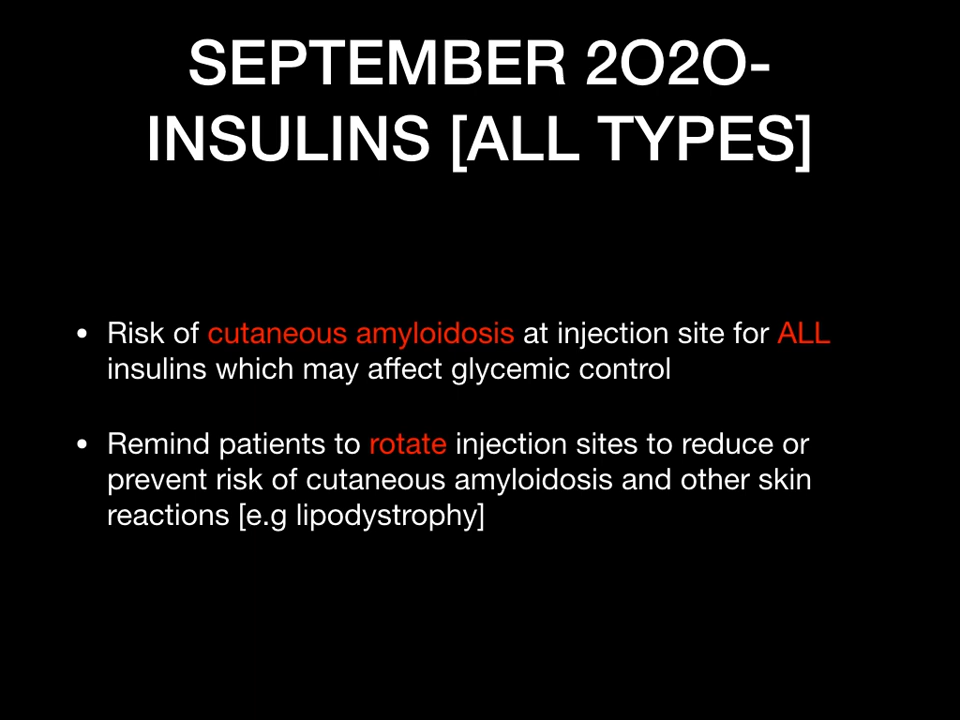 SEPTEMBER 2O2O-
INSULINS [ALL TYPES]
• Risk of cutaneous amyloidosis at injection site for ALL
insulins which may affect glycemic control
• Remind patients to rotate injection sites to reduce or
prevent risk of cutaneous amyloidosis and other skin
reactions [e.g lipodystrophy]